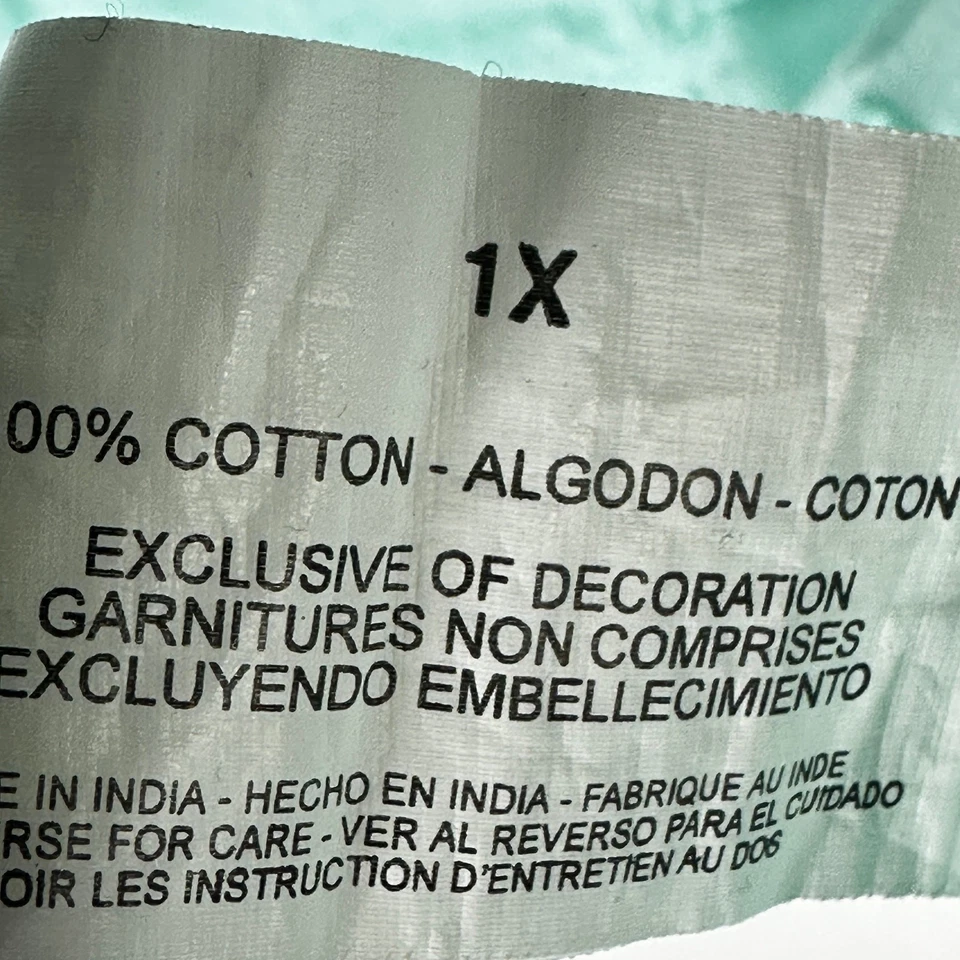 1X
00% COTTON - ALGODON - COTON
EXCLUSIVE OF DECORATION
GARNITURES NON COMPRISES
EXCLUYENDO EMBELLECIMIENTO
E IN INDIA - HECHO EN INDIA - FABRIQUE AU INDE
RSE FOR CARE - VER AL REVERSO PARA EL CUIDADO
OIR LES INSTRUCTION D'ENTRETIEN AU DOS